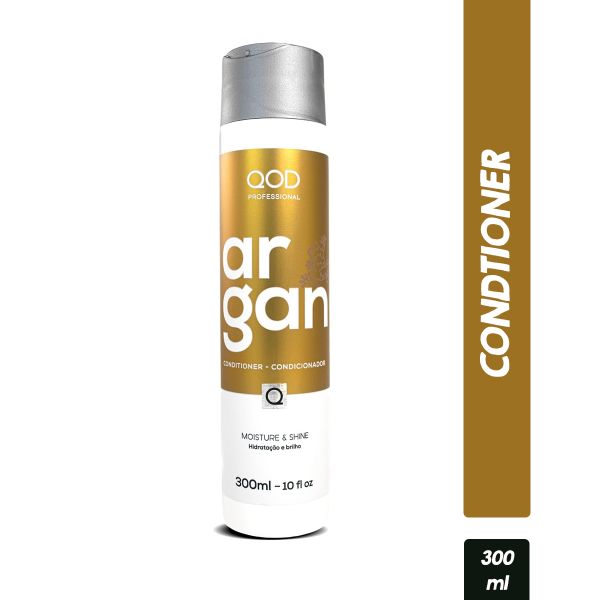 QOD
PROFESSIONAL
ar
gan
CONDITIONER - CONDICIONADOR
Q
MOISTURE & SHINE
Hidratação e brilho
300ml – 10 fl oz
CONDTIONER
300
ml